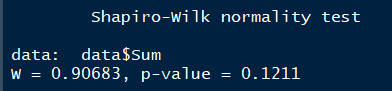 Shapiro-Wilk normality test
data:  data$Sum
W = 0.90683, p-value = 0.1211